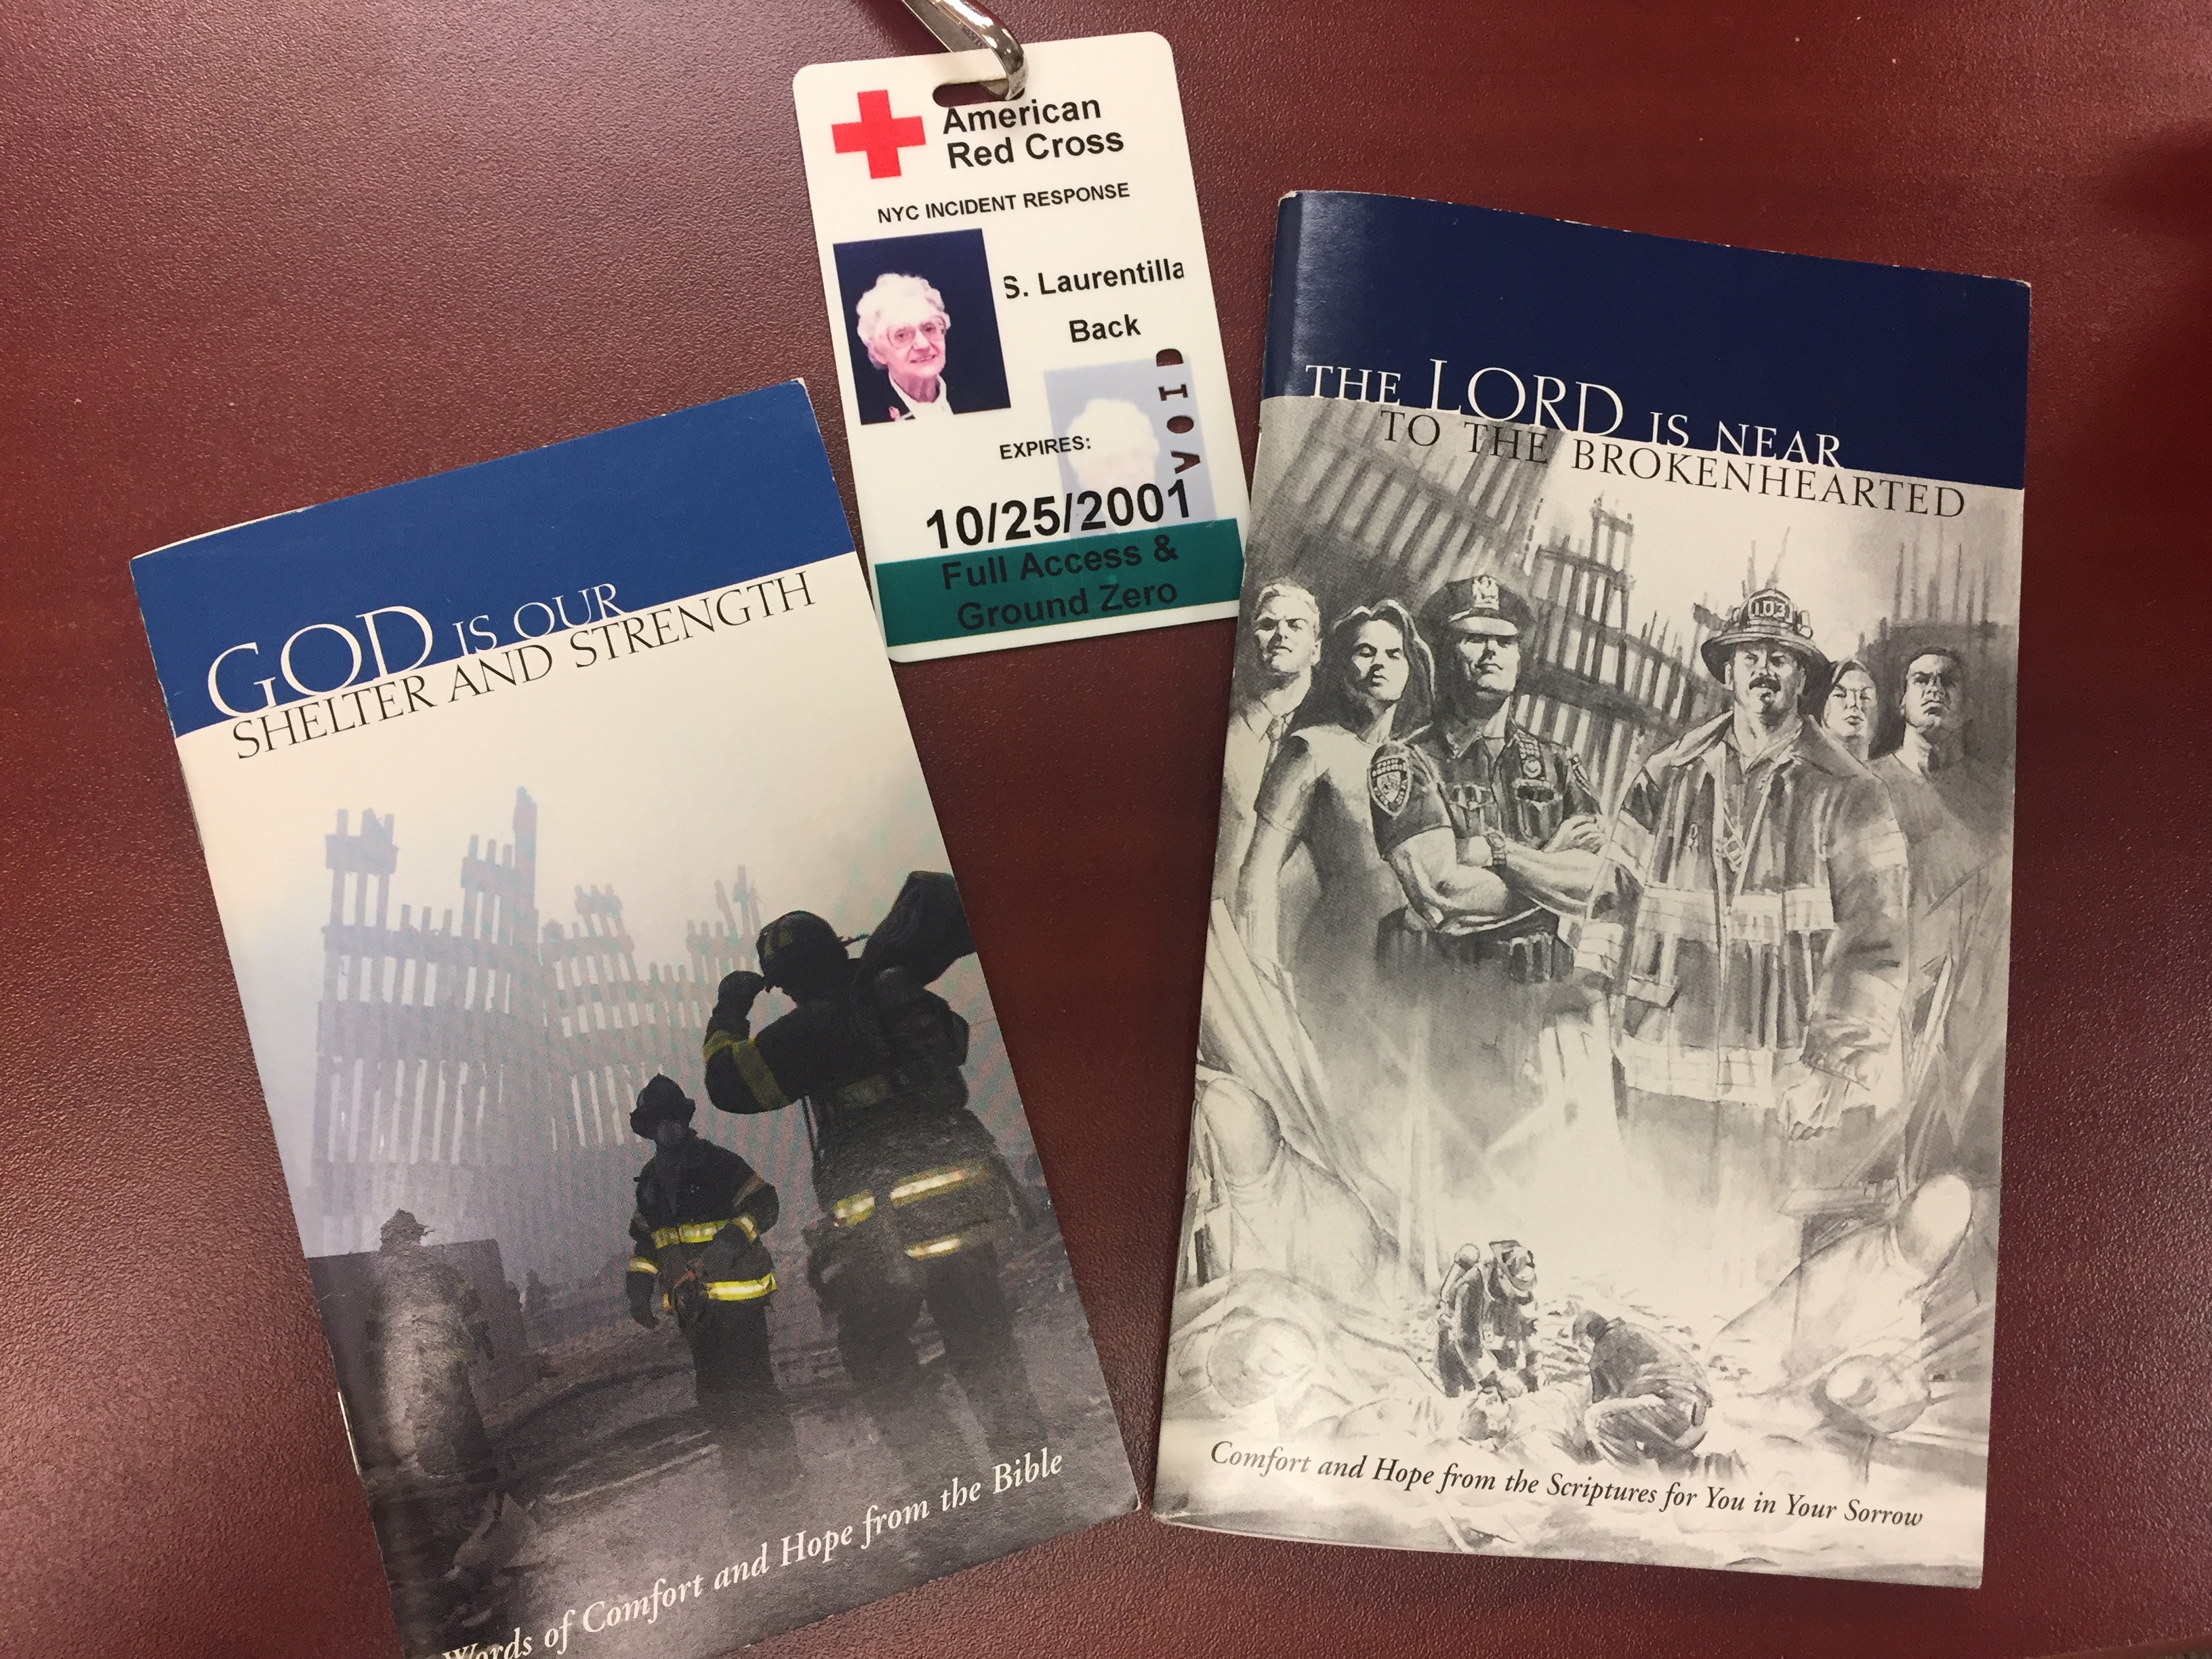 American
Red Cross
NYC INCIDENT RESPONSE
S. Laurentilla
Back
VOID
EXPIRES:
10/25/2001
Full Access &
Ground Zero
GOD IS OUR
SHELTER AND STRENGTH
Words of Comfort and Hope from the Bible
THE LORD IS NEAR
TO THE BROKENHEARTED
103
Comfort and Hope from the Scriptures for You in Your Sorrow